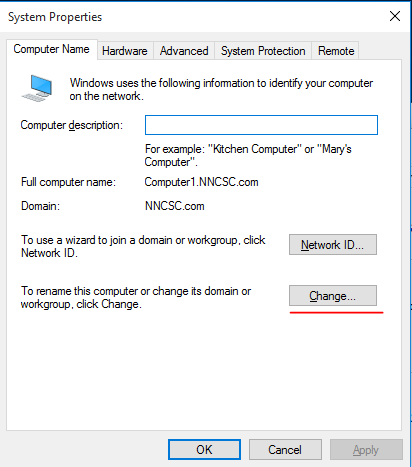 System Properties
Computer Name Hardware Advanced System Protection Remote
Windows uses the following information to identify your computer
on the network.
Computer description:
For example: "Kitchen Computer" or "Mary's
Computer".
Full computer name: Computer1.NNCSC.com
Domain: NNCSC.com
To use a wizard to join a domain or workgroup, click
Network ID.
Network ID...
To rename this computer or change its domain or
workgroup, click Change.
Change...
OK Cancel Apply